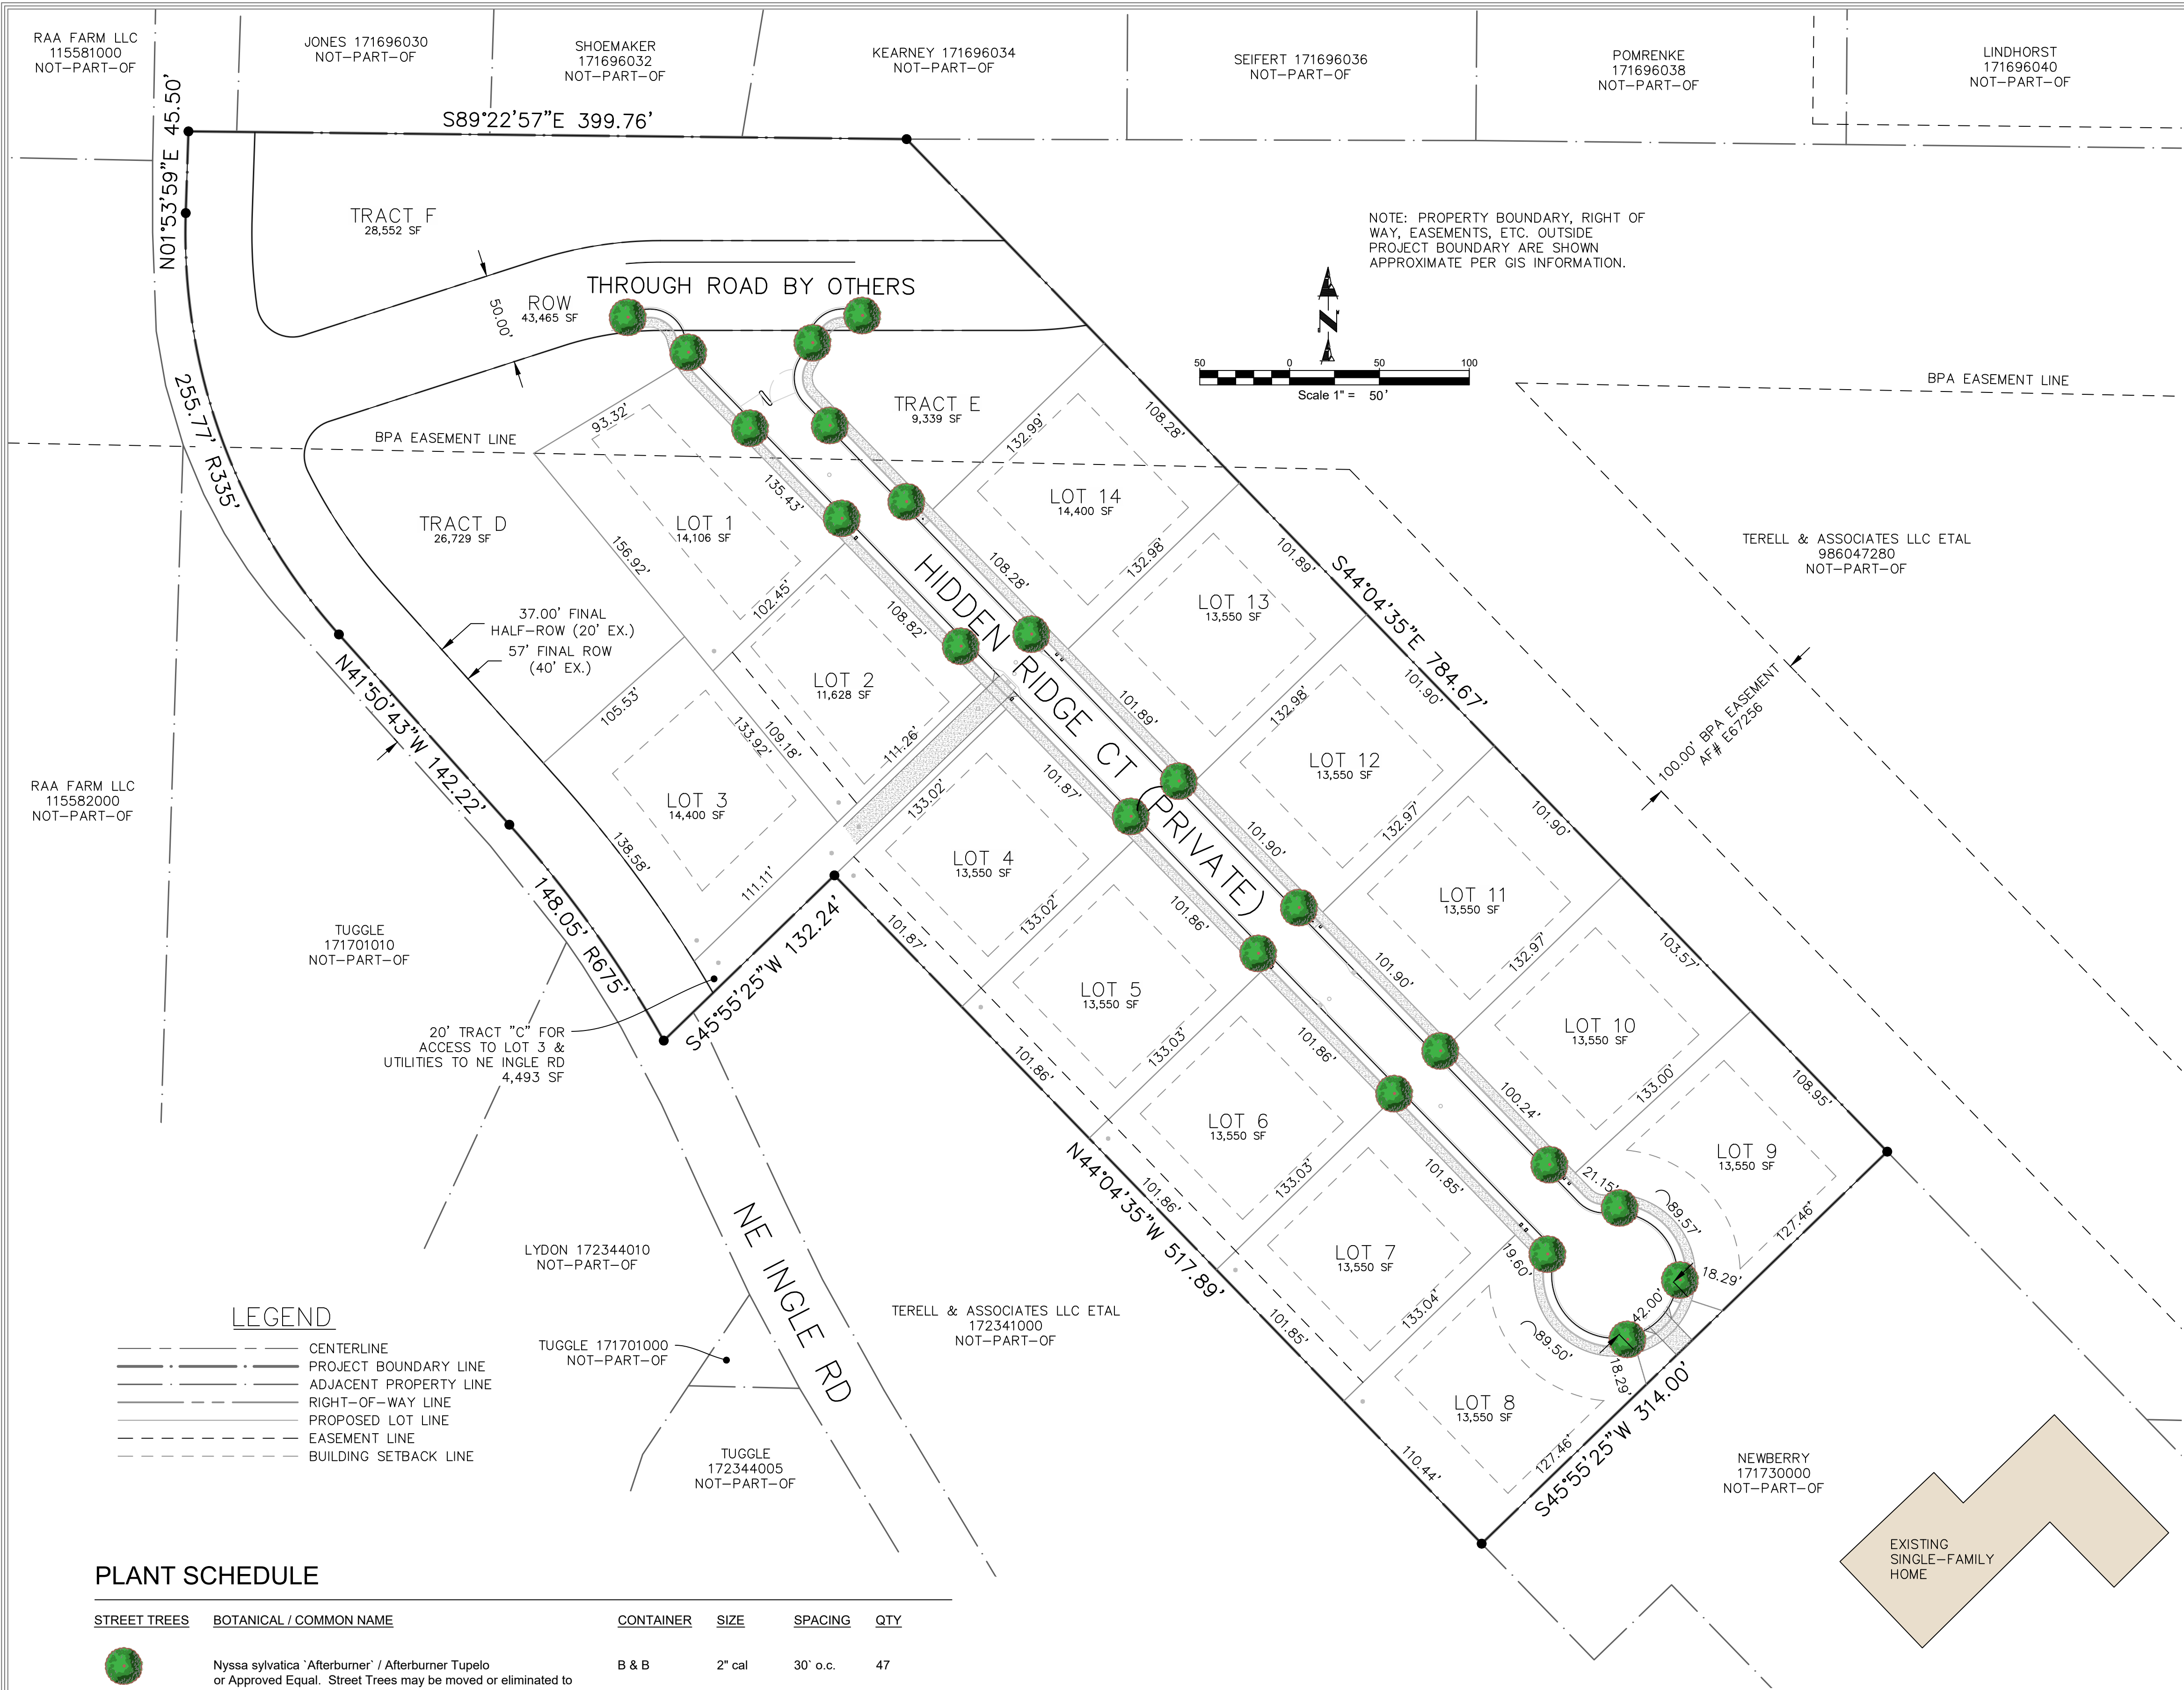 RAA FARM LLC
115581000
NOT-PART-OF
JONES 171696030
NOT-PART-OF
SHOEMAKER
171696032
NOT-PART-OF
KEARNEY 171696034
NOT-PART-OF
SEIFERT 171696036
NOT-PART-OF
POMRENKE
171696038
NOT-PART-OF
LINDHORST
171696040
NOT-PART-OF
N01°53'59"E 45.50'
S89°22'57"E 399.76'
TRACT F
28,552 SF
NOTE: PROPERTY BOUNDARY, RIGHT OF
WAY, EASEMENTS, ETC. OUTSIDE
PROJECT BOUNDARY ARE SHOWN
APPROXIMATE PER GIS INFORMATION.
THROUGH ROAD BY OTHERS
ROW
43,465 SF
50.00'
N
50 0 50 100
Scale 1" = 50'
BPA EASEMENT LINE
255.77' R335'
BPA EASEMENT LINE
93.32'
TRACT E
9,339 SF
132.99'
108.28'
135.43'
LOT 14
14,400 SF
TRACT D
26,729 SF
LOT 1
14,106 SF
156.92'
102.45'
108.28'
132.98'
101.89'
S44°04'35"E 784.67'
TERELL & ASSOCIATES LLC ETAL
986047280
NOT-PART-OF
HIDDEN RIDGE CT (PRIVATE)
37.00' FINAL
HALF-ROW (20' EX.)
57' FINAL ROW
(40' EX.)
108.82'
LOT 13
13,550 SF
LOT 2
11,628 SF
N41°50'43"W 142.22'
105.53'
133.92'
109.18'
111.26'
101.89'
132.98'
101.90'
100.00' BPA EASEMENT
AF# E67256
RAA FARM LLC
115582000
NOT-PART-OF
LOT 3
14,400 SF
133.02'
101.87'
LOT 12
13,550 SF
138.58'
111.11'
LOT 4
13,550 SF
101.90'
132.97'
101.90'
148.05' R675'
TUGGLE
171701010
NOT-PART-OF
S45°55'25"W 132.24'
101.87'
133.02'
101.86'
LOT 11
13,550 SF
101.90'
132.97'
103.57'
20' TRACT "C" FOR
ACCESS TO LOT 3 &
UTILITIES TO NE INGLE RD
4,493 SF
LOT 5
13,550 SF
101.86'
133.03'
101.86'
LOT 10
13,550 SF
100.24'
133.00'
108.95'
LOT 6
13,550 SF
N44°04'35"W 517.89'
101.86'
133.03'
101.85'
LOT 9
13,550 SF
21.15'
89.57'
127.46'
NE INGLE RD
LYDON 172344010
NOT-PART-OF
LOT 7
13,550 SF
19.60'
18.29'
42.00'
101.85'
133.04'
89.50'
18.29'
TERELL & ASSOCIATES LLC ETAL
172341000
NOT-PART-OF
TUGGLE 171701000
NOT-PART-OF
LEGEND
CENTERLINE
PROJECT BOUNDARY LINE
ADJACENT PROPERTY LINE
RIGHT-OF-WAY LINE
PROPOSED LOT LINE
EASEMENT LINE
BUILDING SETBACK LINE
LOT 8
13,550 SF
110.44'
127.46'
S45°55'25"W 314.00'
TUGGLE
172344005
NOT-PART-OF
NEWBERRY
171730000
NOT-PART-OF
EXISTING
SINGLE-FAMILY
HOME
PLANT SCHEDULE
STREET TREES BOTANICAL / COMMON NAME CONTAINER SIZE SPACING QTY
Nyssa sylvatica `Afterburner` / Afterburner Tupelo B & B 2" cal 30` o.c. 47
or Approved Equal. Street Trees may be moved or eliminated to